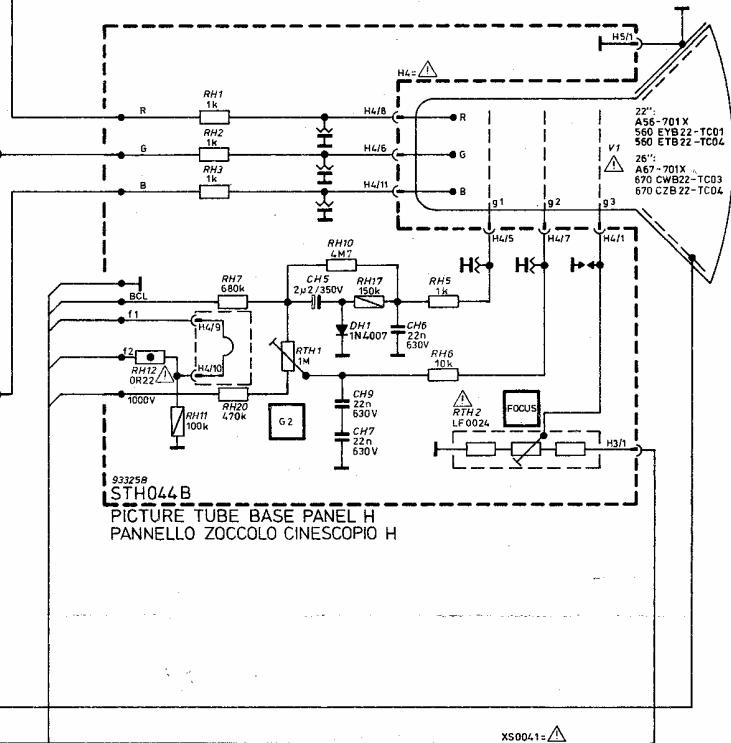 H5/1
H4=
RH1
1k
R
H4/8
R
RH2
1k
G
H4/6
G
RH3
1k
B
H4/11
B
22":
A56-701X
560 EYB22-TC01
560 ETB22-TC04
V1
26":
A67-701X
670 CWB22-TC03
670 CZB22-TC04
g1
g2
g3
H4/5
H4/7
H4/1
RH10
4M7
RH7
680k
CH5
2µ2/350V
RH17
150k
RH5
1k
BCL
f1
H4/9
DH1
1N4007
CH6
22n
630V
RTH1
1M
f2
H4/10
RH12
0R22
RH6
10k
1000V
RH11
100k
RH20
470k
G2
CH9
22n
630V
CH7
22n
630V
RTH2
LF0024
FOCUS
H3/1
93325B
STH044B
PICTURE TUBE BASE PANEL H
PANNELLO ZOCCOLO CINESCOPIO H
XS0041=